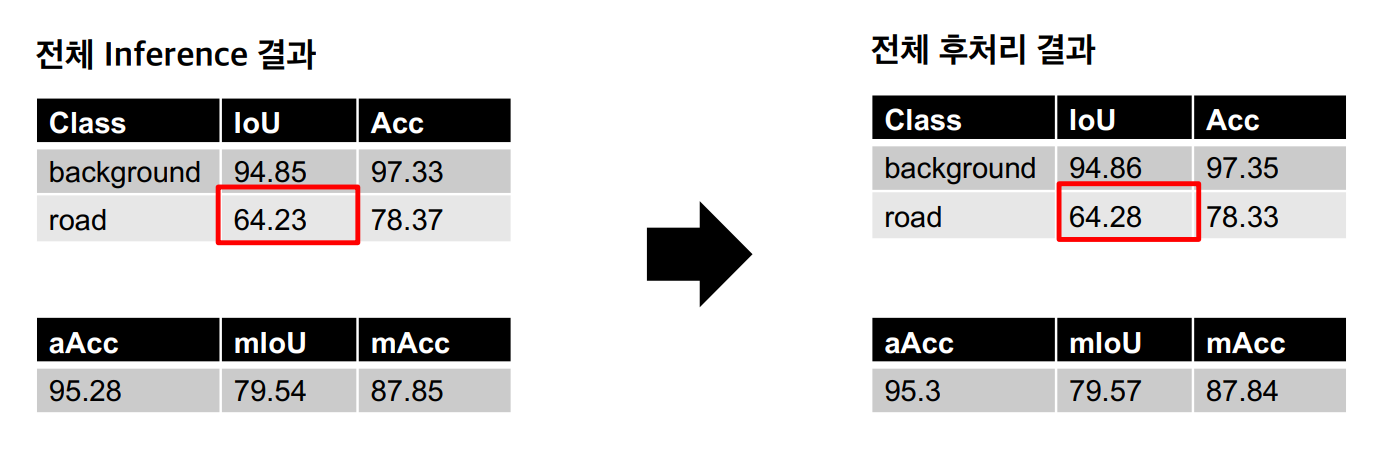 전체 Inference 결과
Class IoU Acc
background 94.85 97.33
road 64.23 78.37
aAcc mIoU mAcc
95.28 79.54 87.85
전체 후처리 결과
Class IoU Acc
background 94.86 97.35
road 64.28 78.33
aAcc mIoU mAcc
95.3 79.57 87.84